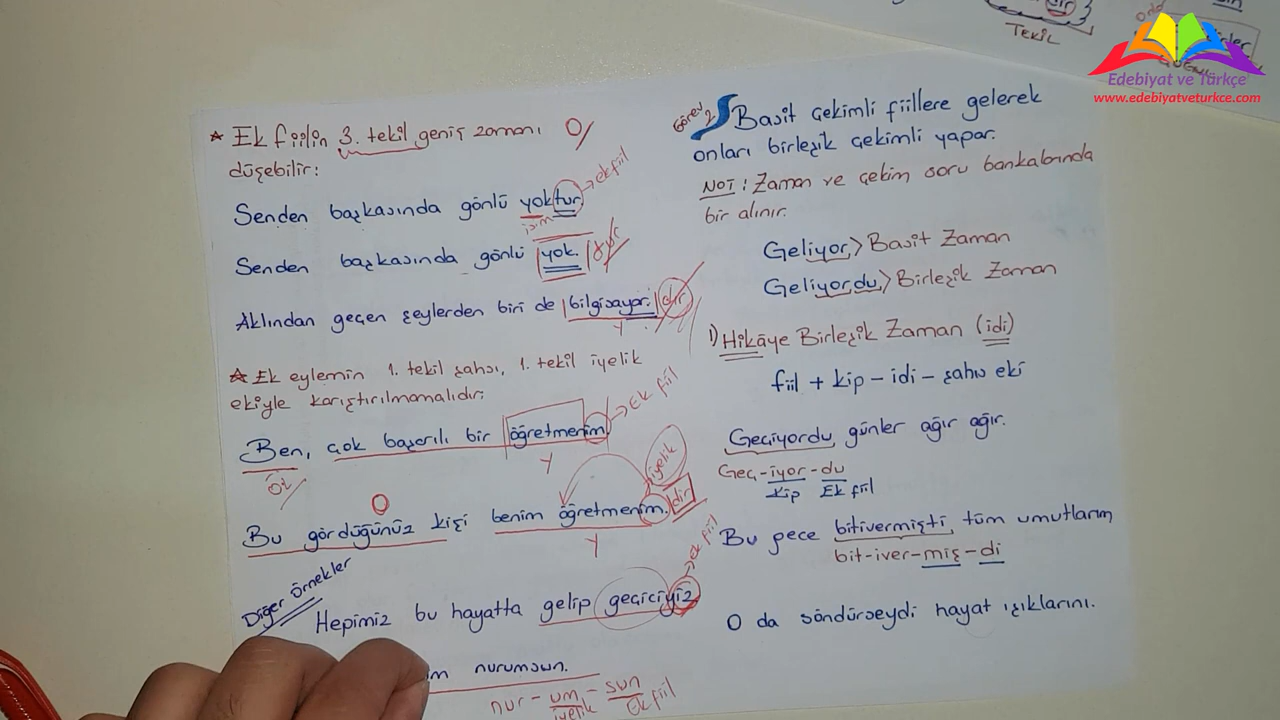 TEKİL
Edebiyat ve Türkçe
www.edebiyatveturkce.com
★ Ek fiilin 3. tekil geniş zamanı
düşebilir:
Senden başkasında gönlü yoktur → ek fiil
isim
Senden başkasında gönlü yok. tur
Aklından geçen şeylerden biri de bilgisayar. dır
Y
★ Ek eylemin 1. tekil şahsı, 1. tekil iyelik
ekiyle karıştırılmamalıdır:
Ben, çok başarılı bir öğretmenim. → Ek fiil
Öz
Y
iyelik
O
Bu gördüğünüz kişi benim öğretmenim. dir
Y
Diğer örnekler
Hepimiz bu hayatta gelip geçiciyiz → ek fiil
nurumsun.
nur - um - sun
iyelik Ek fiil
Görev 2
Basit çekimli fiillere gelerek
onları birleşik çekimli yapar.
NOT: Zaman ve çekim soru bankalarında
bir alınır.
Geliyor > Basit Zaman
Geliyordu > Birleşik Zaman
1) Hikâye Birleşik Zaman (idi)
fiil + kip - idi - şahıs eki
Geçiyordu günler ağır ağır.
Geç-iyor-du
Kip Ek fiil
Bu gece bitivermişti, tüm umutlarım
bit-iver-miş-di
O da söndürseydi hayat ışıklarını.